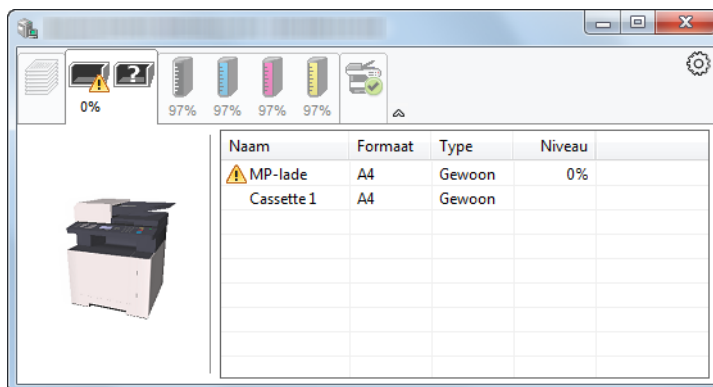 0% 97% 97% 97% 97%
Naam Formaat Type Niveau
MP-lade A4 Gewoon 0%
Cassette 1 A4 Gewoon